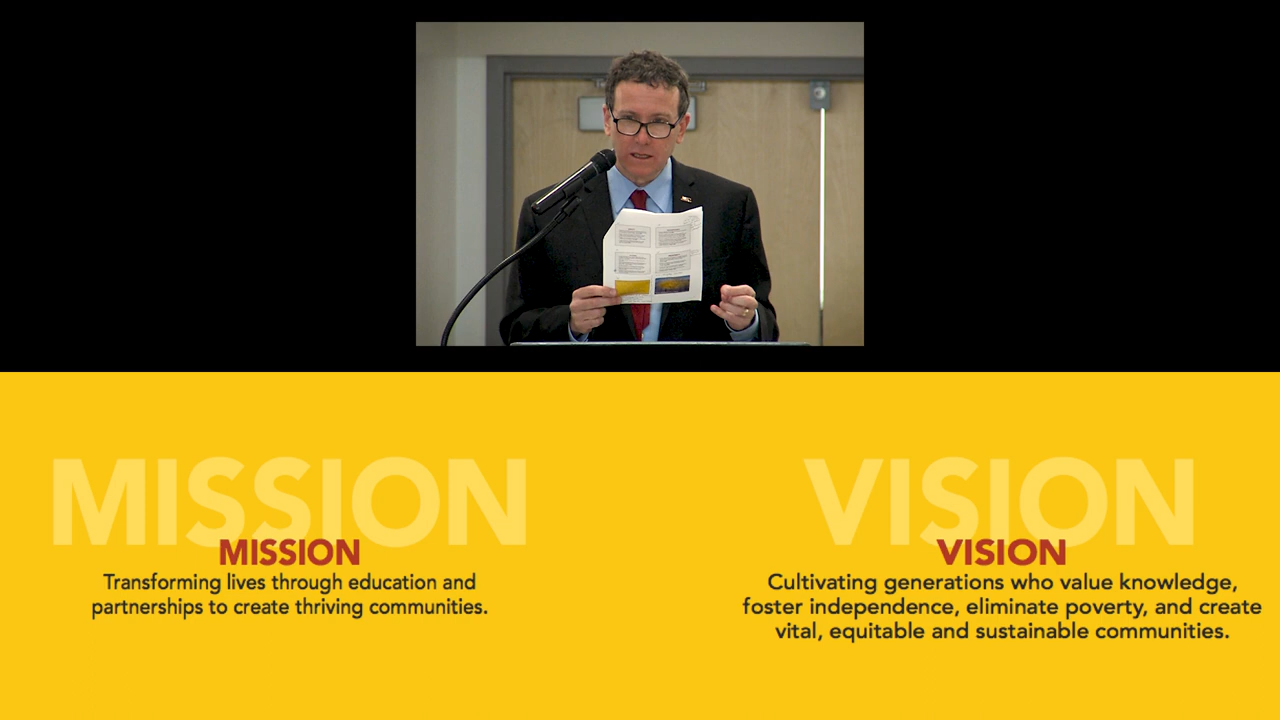 MISSION
MISSION
Transforming lives through education and
partnerships to create thriving communities.
VISION
VISION
Cultivating generations who value knowledge,
foster independence, eliminate poverty, and create
vital, equitable and sustainable communities.